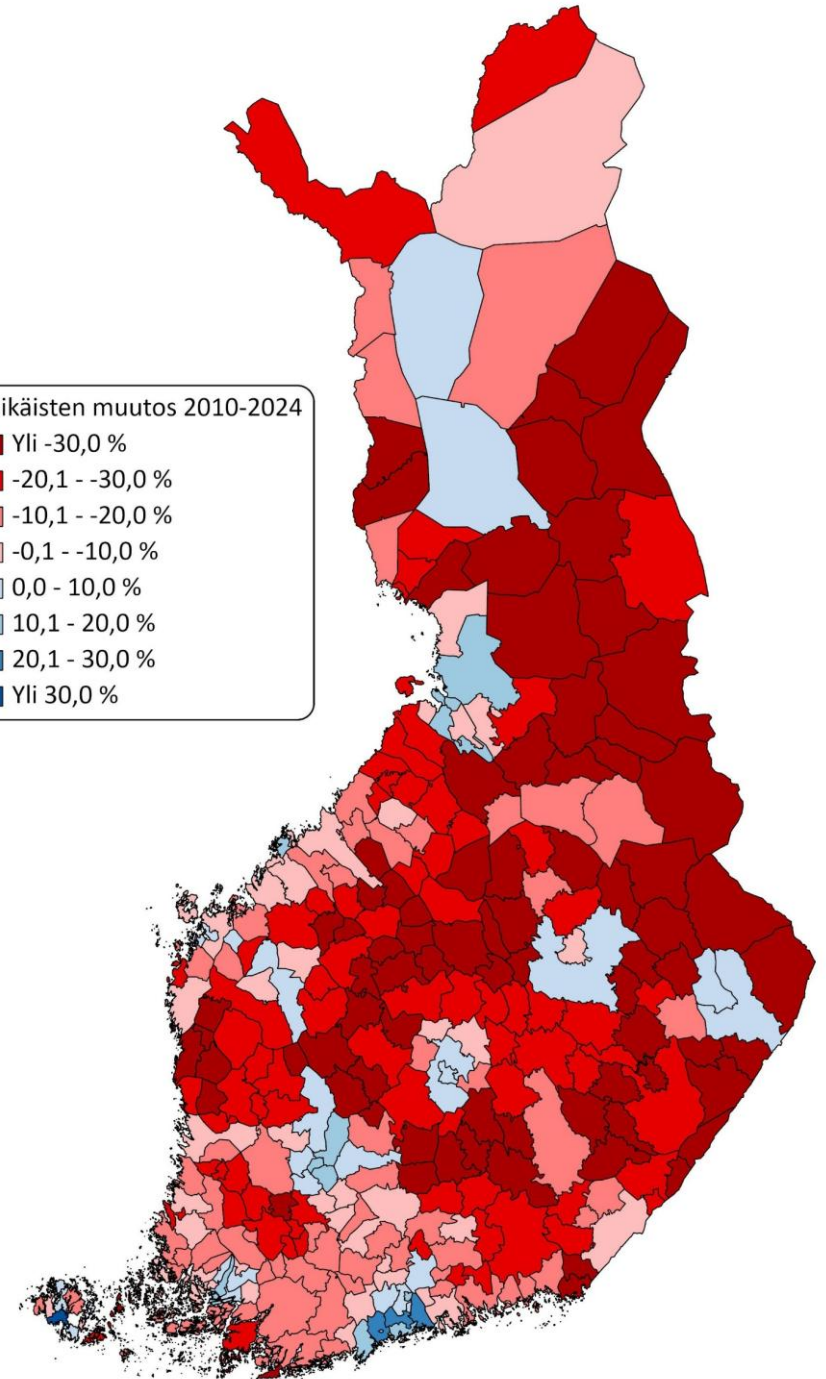 ikäisten muutos 2010-2024
Yli -30,0 %
-20,1 - -30,0 %
-10,1 - -20,0 %
-0,1 - -10,0 %
0,0 - 10,0 %
10,1 - 20,0 %
20,1 - 30,0 %
Yli 30,0 %